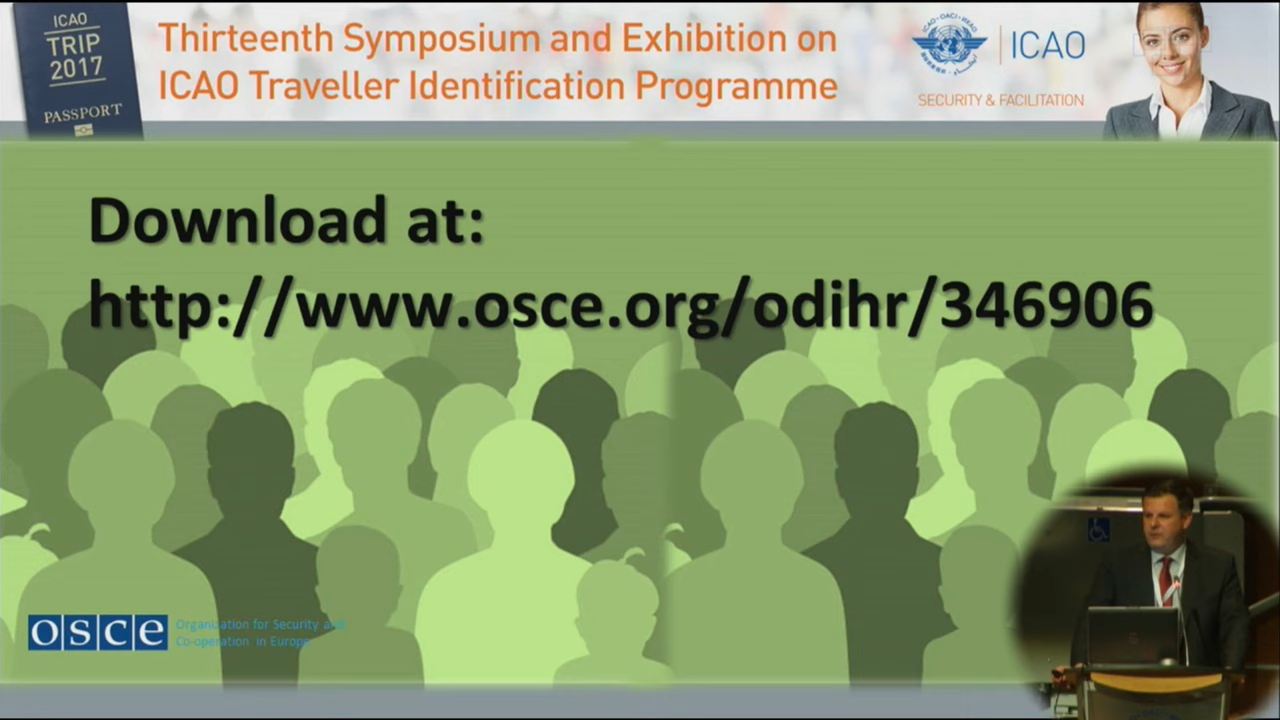 ICAO
TRIP
2017
PASSPORT
Thirteenth Symposium and Exhibition on
ICAO Traveller Identification Programme
ICAO
SECURITY & FACILITATION
Download at:
http://www.osce.org/odihr/346906
osce
Organization for Security and
Co-operation in Europe